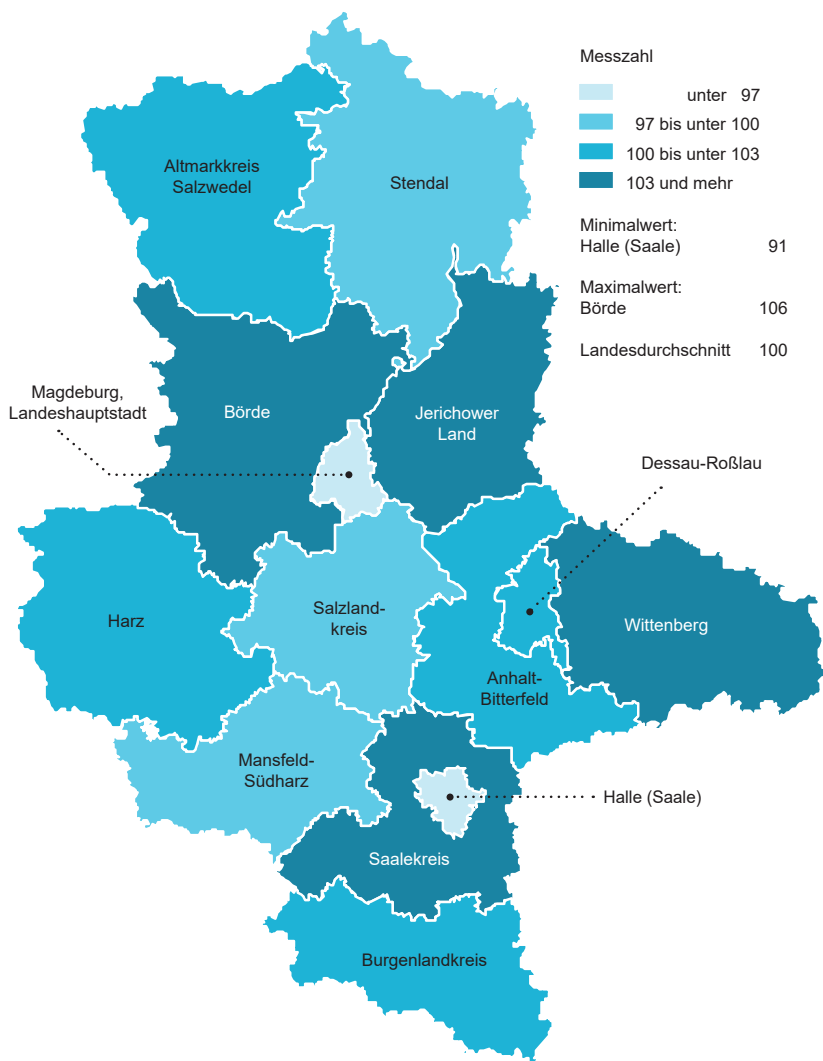 Messzahl
unter 97
97 bis unter 100
100 bis unter 103
103 und mehr
Minimalwert:
Halle (Saale) 91
Maximalwert:
Börde 106
Landesdurchschnitt 100
Altmarkkreis
Salzwedel
Stendal
Magdeburg,
Landeshauptstadt
Börde
Jerichower
Land
Dessau-Roßlau
Harz
Salzland-
kreis
Wittenberg
Anhalt-
Bitterfeld
Mansfeld-
Südharz
Halle (Saale)
Saalekreis
Burgenlandkreis